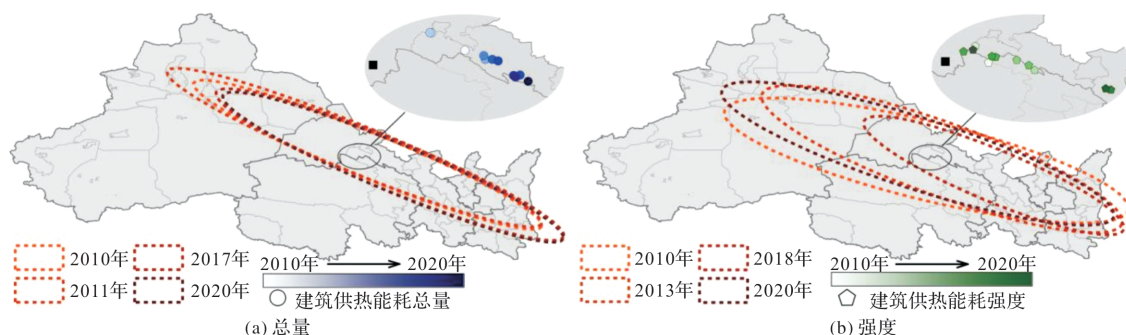 2010年 2017年
2011年 2020年
2010年 2020年
建筑供热能耗总量
(a) 总量
2010年 2018年
2013年 2020年
2010年 2020年
建筑供热能耗强度
(b) 强度